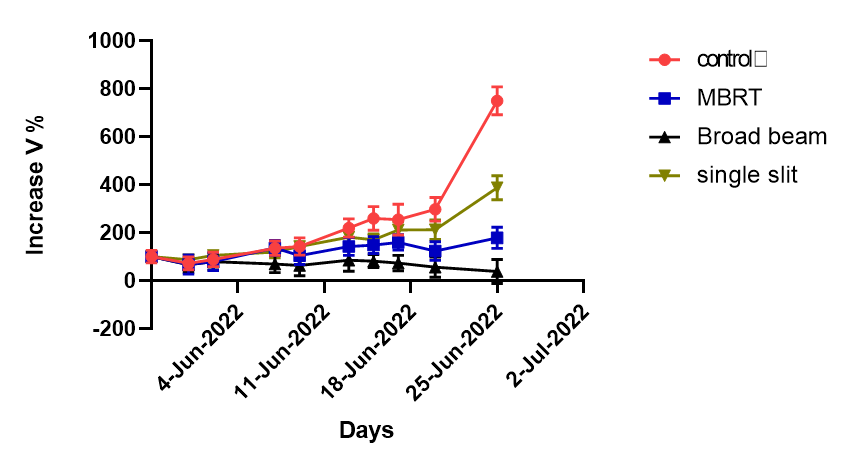 1000
800
600
400
200
0
-200
Increase V %
4-Jun-2022
11-Jun-2022
18-Jun-2022
25-Jun-2022
2-Jul-2022
Days
control□
MBRT
Broad beam
single slit